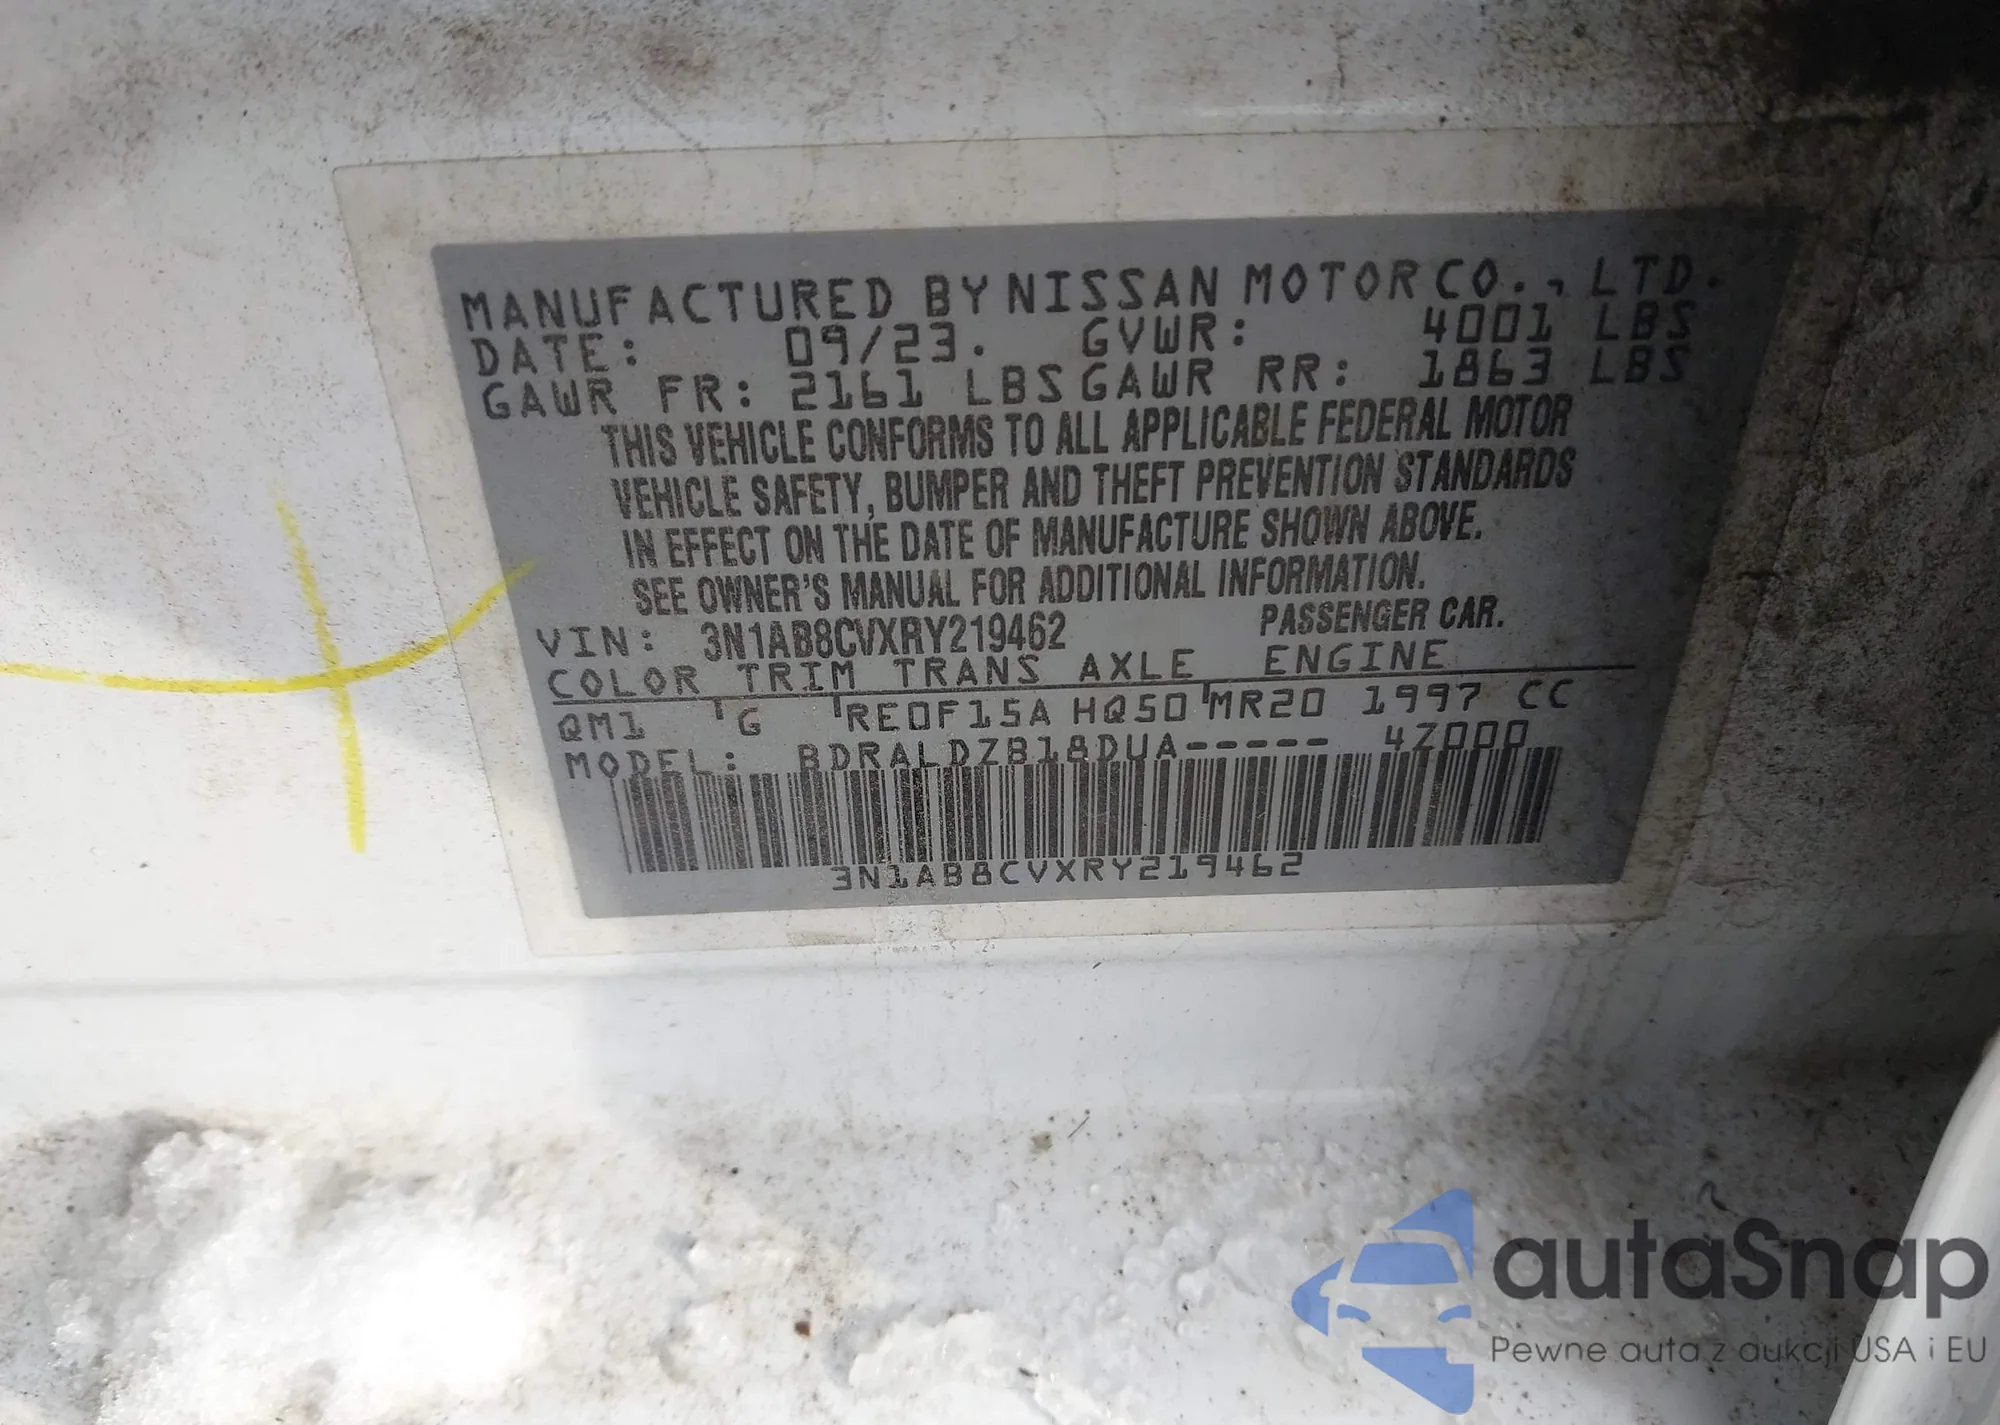 MANUFACTURED BY NISSAN MOTOR CO., LTD.
DATE: 09/23. GVWR: 4001 LBS
GAWR FR: 2161 LBS GAWR RR: 1863 LBS
THIS VEHICLE CONFORMS TO ALL APPLICABLE FEDERAL MOTOR
VEHICLE SAFETY, BUMPER AND THEFT PREVENTION STANDARDS
IN EFFECT ON THE DATE OF MANUFACTURE SHOWN ABOVE.
SEE OWNER'S MANUAL FOR ADDITIONAL INFORMATION.
VIN: 3N1AB8CVXRY219462 PASSENGER CAR.
COLOR TRIM TRANS AXLE ENGINE
QM1 G RE0F15A HQ50 MR20 1997 CC
MODEL: BDRALDZB18DUA----- 4Z000
3N1AB8CVXRY219462
autaSnap
Pewne auta z aukcji USA i EU